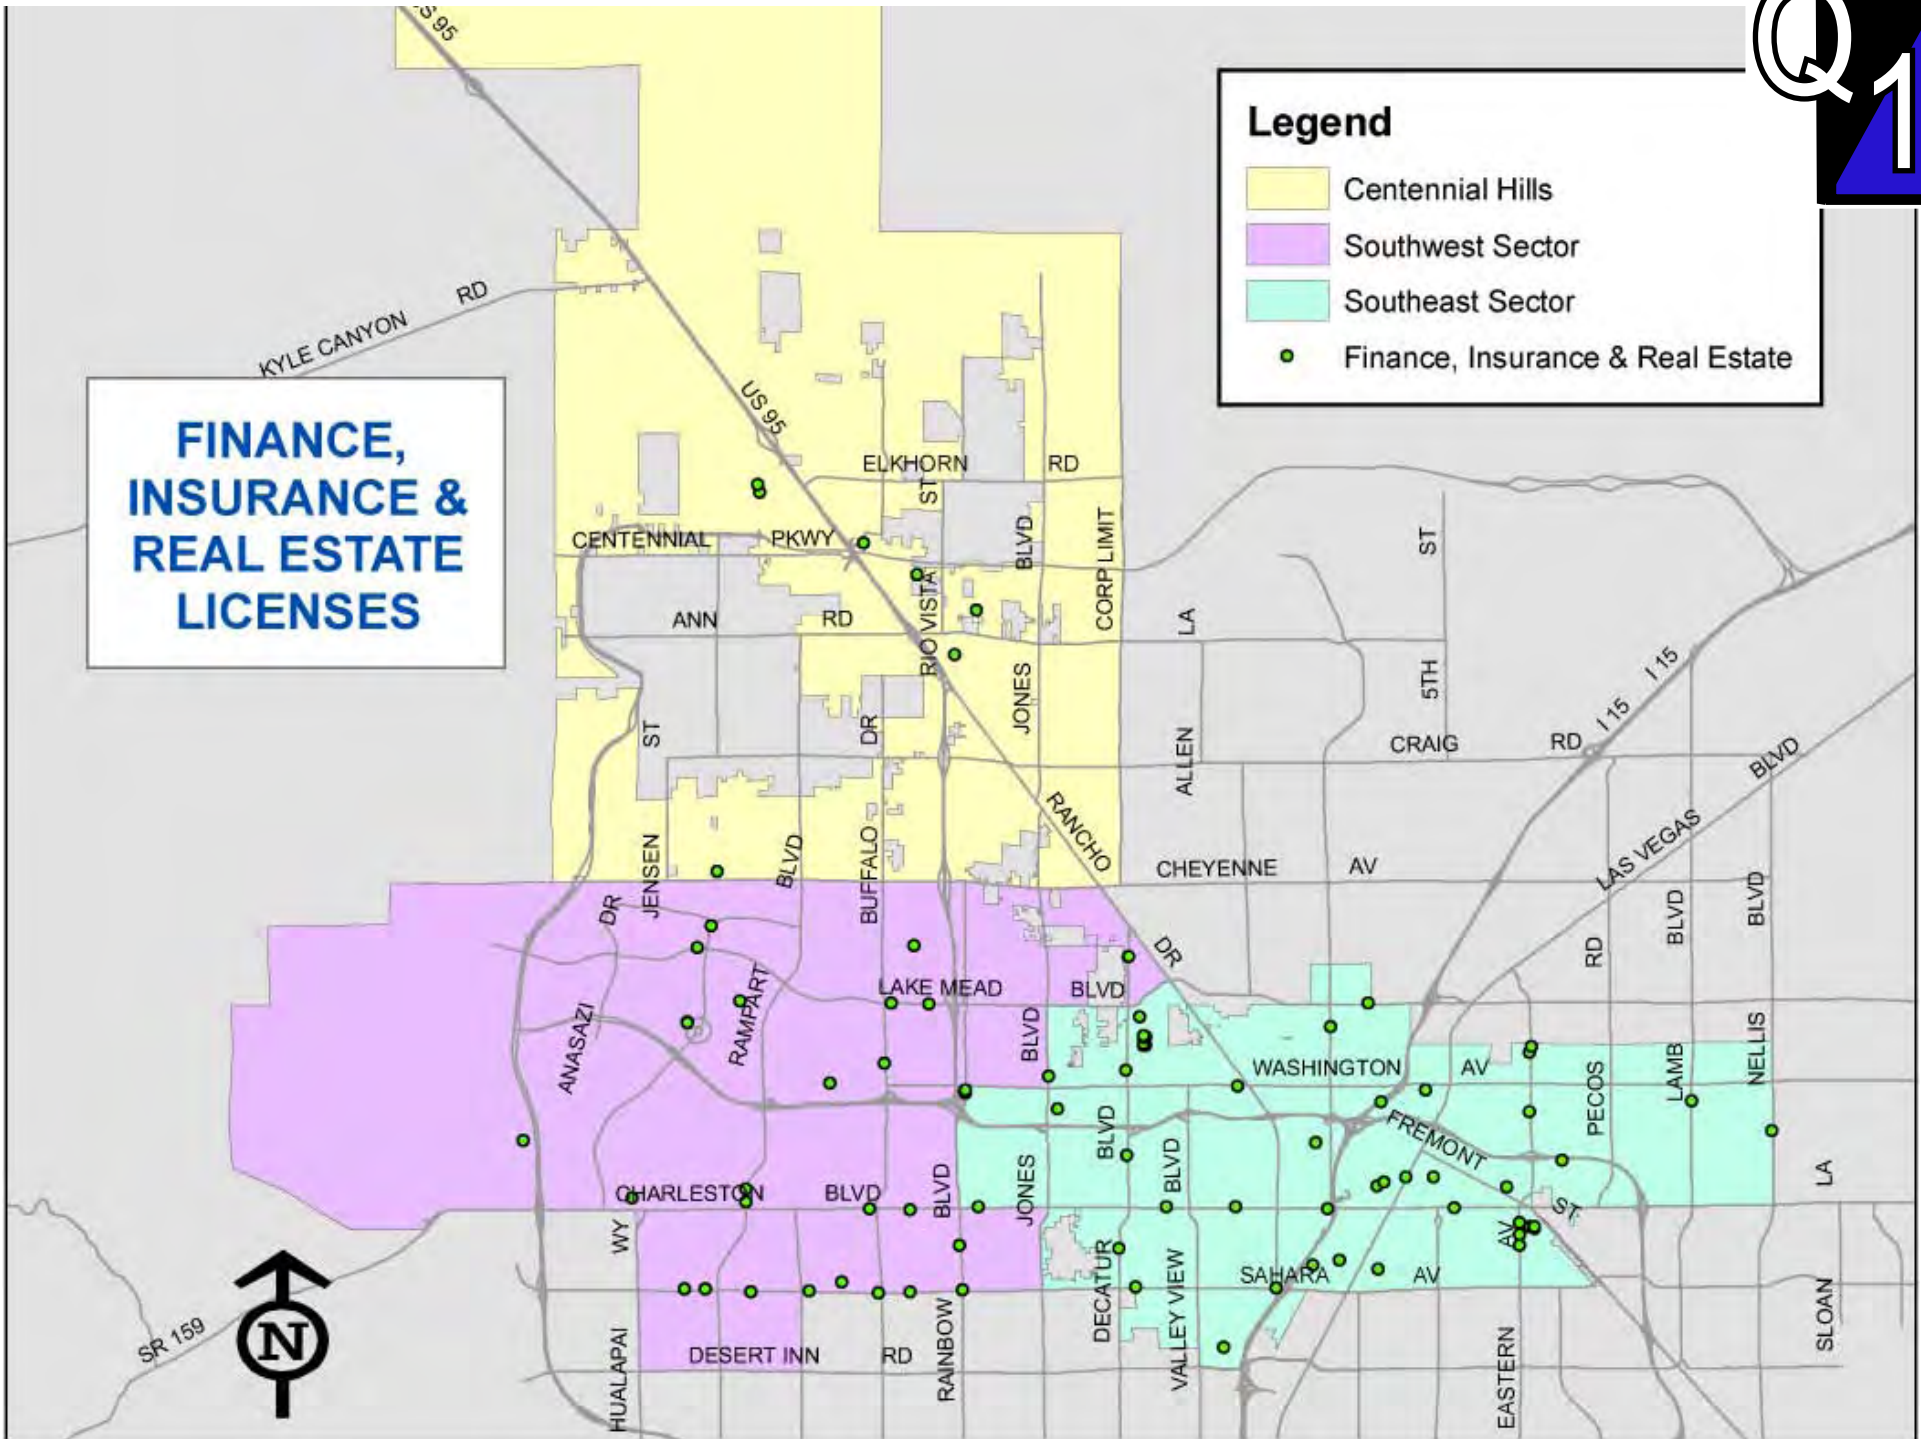 Q
1
US 95
Legend
Centennial Hills
Southwest Sector
Southeast Sector
Finance, Insurance & Real Estate
KYLE CANYON RD
FINANCE,
INSURANCE &
REAL ESTATE
LICENSES
US 95
ELKHORN RD
ST
CENTENNIAL PKWY
BLVD
CORP LIMIT
ST
ANN RD
RIO VISTA
LA
5TH
I 15
I 15
JONES
ST
DR
ALLEN
CRAIG RD
BLVD
RANCHO
LAS VEGAS
JENSEN
BLVD
BUFFALO
CHEYENNE AV
DR
BLVD
BLVD
DR
RD
RAMPART
LAKE MEAD BLVD
ANASAZI
BLVD
NELLIS
WASHINGTON AV
LAMB
PECOS
BLVD
FREMONT
BLVD
CHARLESTON BLVD
BLVD
JONES
ST
LA
WY
AV
DECATUR
VALLEY VIEW
SAHARA AV
SLOAN
SR 159
N
HUALAPAI
DESERT INN RD
RAINBOW
EASTERN